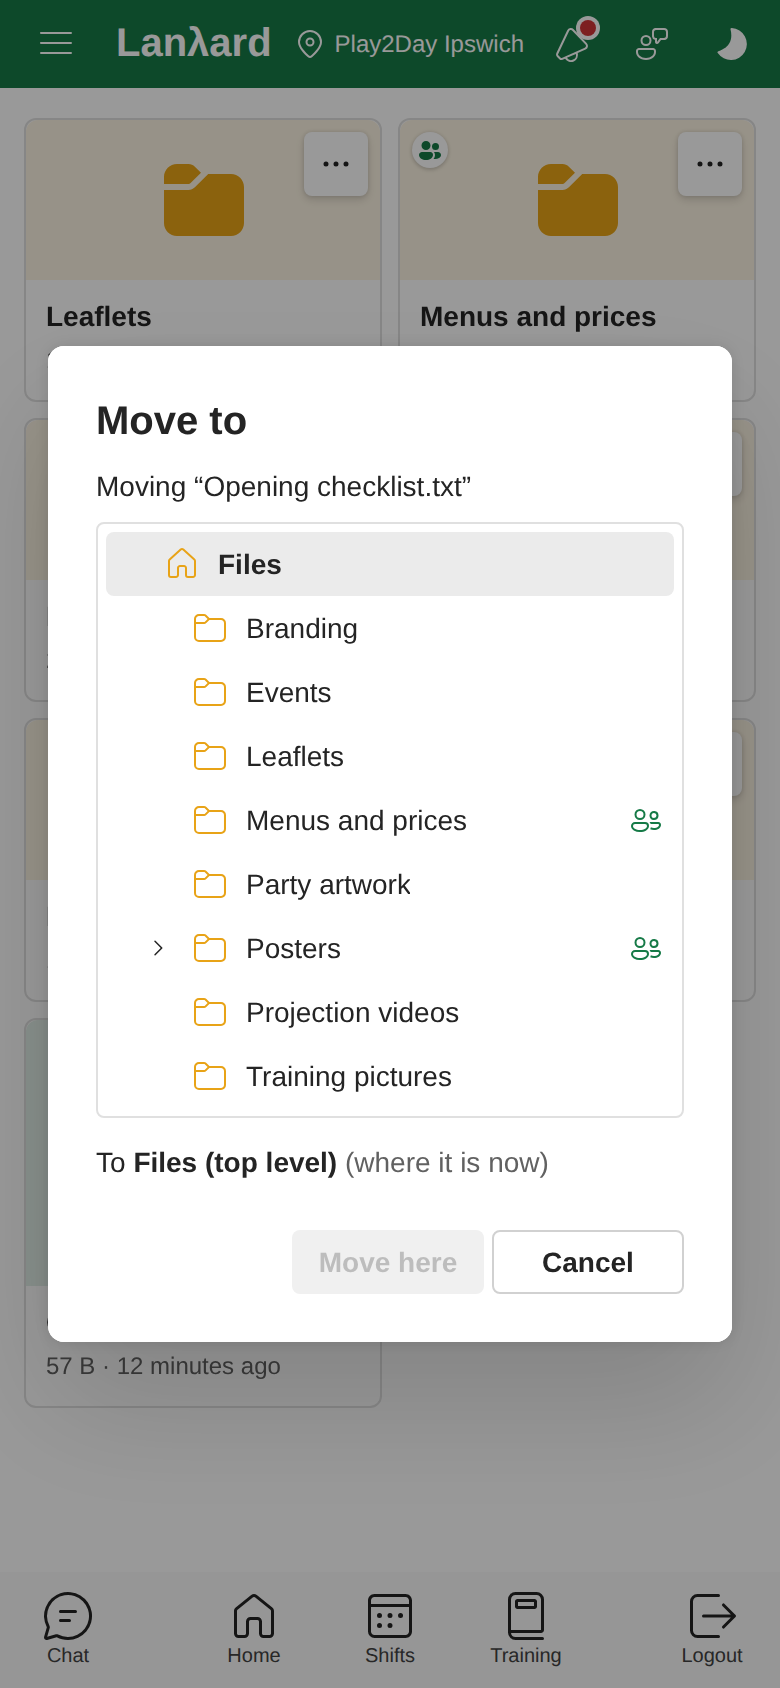 Lanλard
Play2Day Ipswich
Leaflets
Menus and prices
Move to
Moving “Opening checklist.txt”
Files
Branding
Events
Leaflets
Menus and prices
Party artwork
Posters
Projection videos
Training pictures
To Files (top level) (where it is now)
Move here
Cancel
57 B · 12 minutes ago
Chat
Home
Shifts
Training
Logout